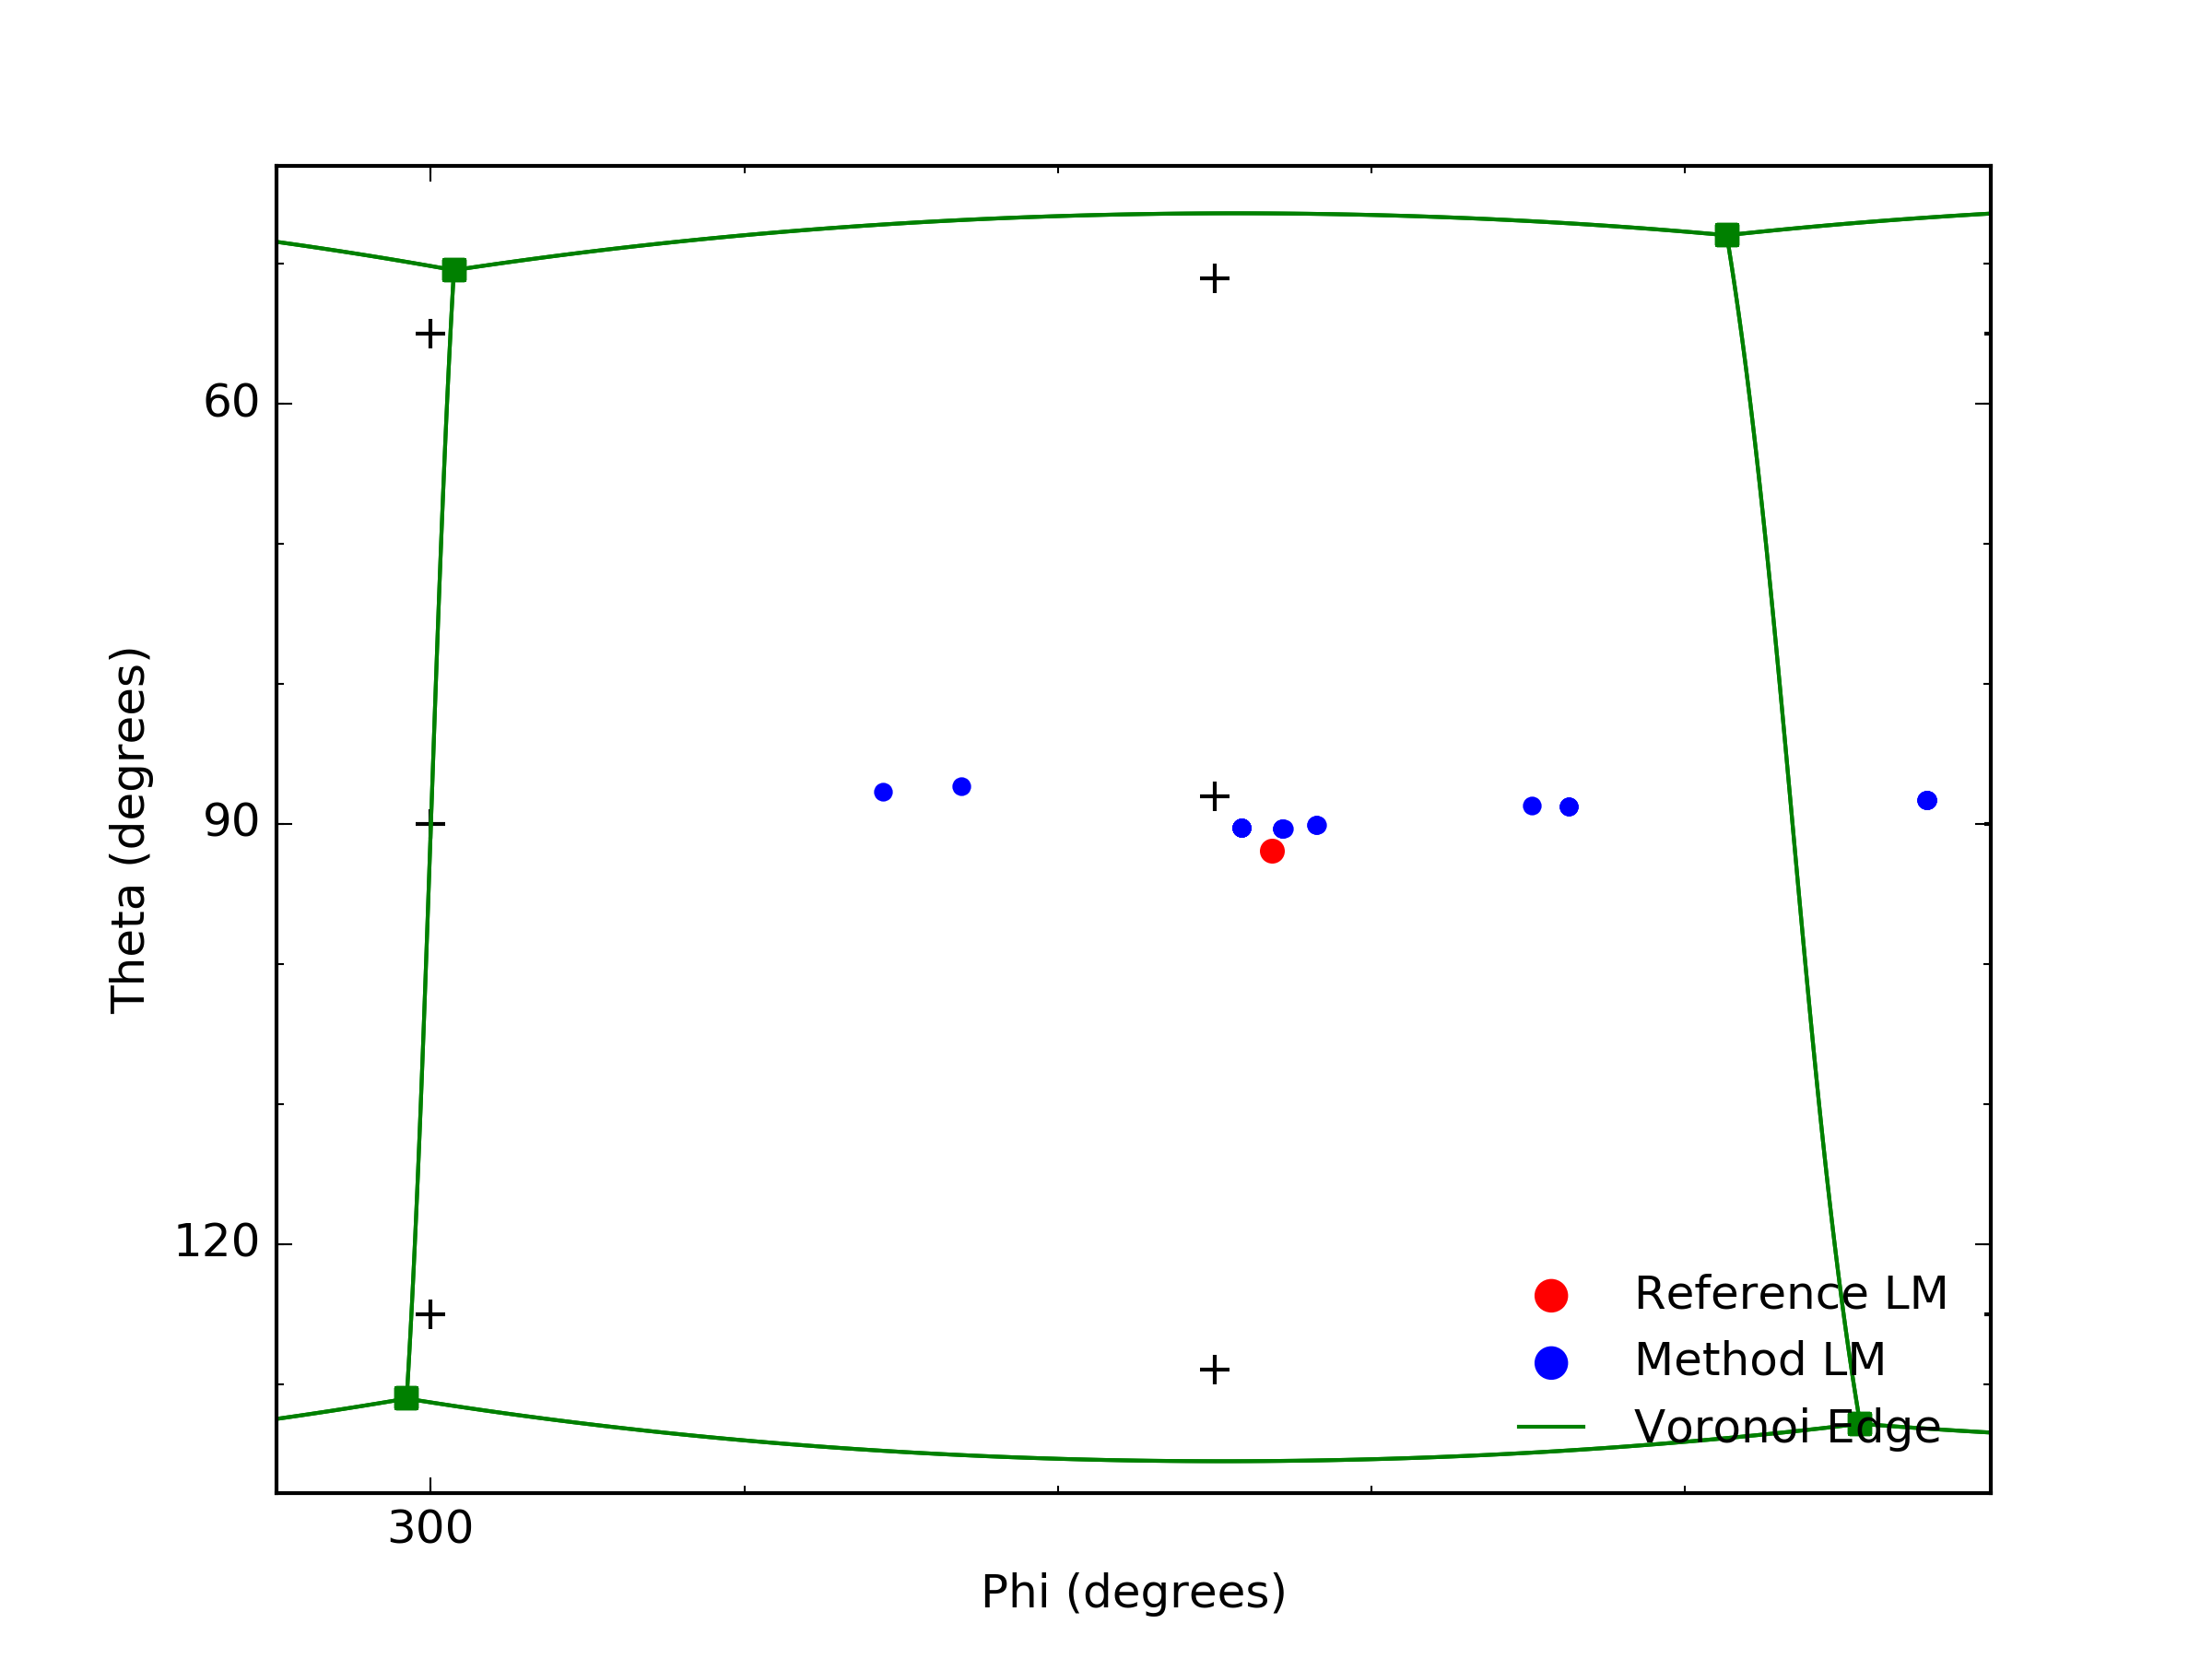 60
90
120
Theta (degrees)
Reference LM
Method LM
Voronoi Edge
300
Phi (degrees)